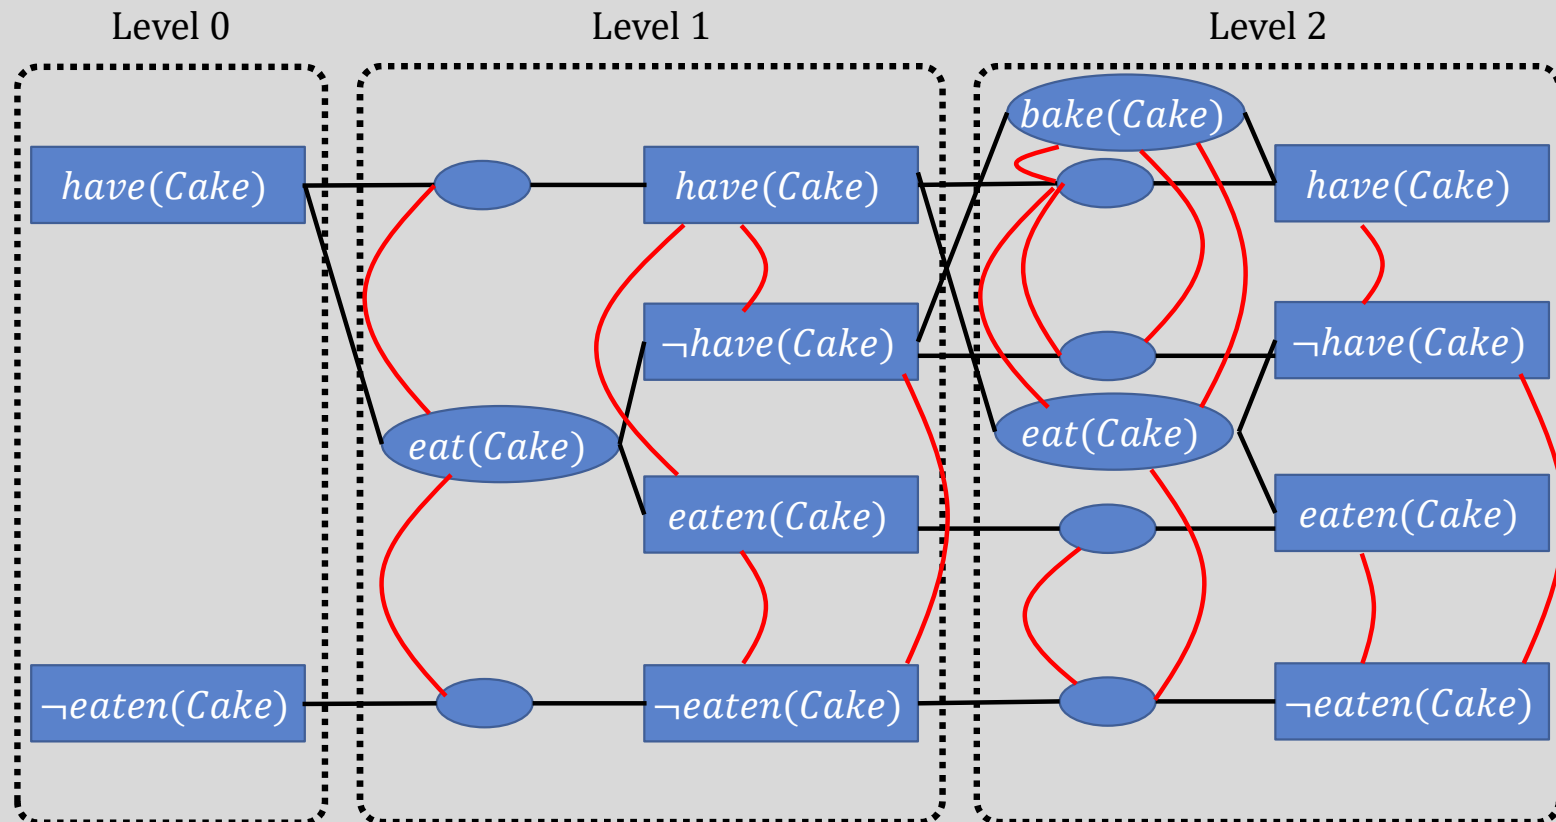 Level 0
Level 1
Level 2
bake(Cake)
have(Cake)
have(Cake)
have(Cake)
¬have(Cake)
¬have(Cake)
eat(Cake)
eat(Cake)
eaten(Cake)
eaten(Cake)
¬eaten(Cake)
¬eaten(Cake)
¬eaten(Cake)